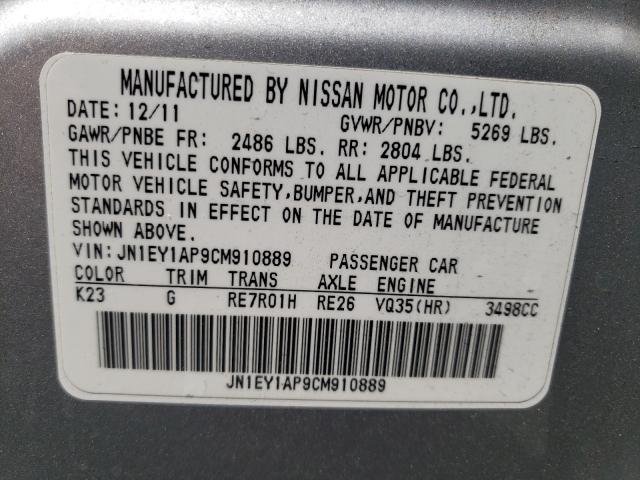 MANUFACTURED BY NISSAN MOTOR CO.,LTD.
DATE: 12/11 GVWR/PNBV: 5269 LBS.
GAWR/PNBE FR: 2486 LBS. RR: 2804 LBS.
THIS VEHICLE CONFORMS TO ALL APPLICABLE FEDERAL
MOTOR VEHICLE SAFETY,BUMPER,AND THEFT PREVENTION
STANDARDS IN EFFECT ON THE DATE OF MANUFACTURE
SHOWN ABOVE.
VIN: JN1EY1AP9CM910889 PASSENGER CAR
COLOR TRIM TRANS AXLE ENGINE
K23 G RE7R01H RE26 VQ35(HR) 3498CC
JN1EY1AP9CM910889